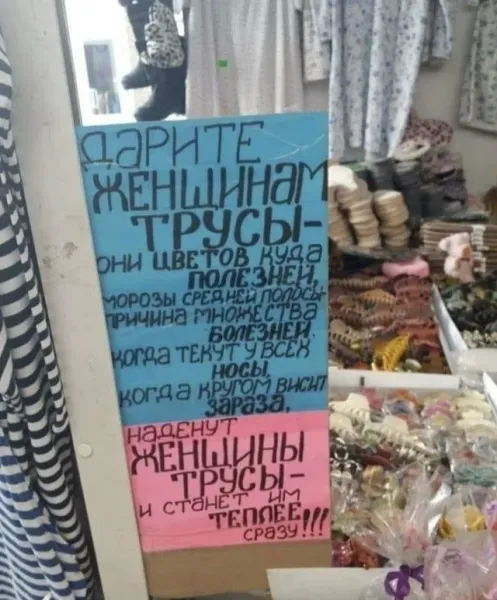 ДАРИТЕ
ЖЕНЩИНАМ
ТРУСЫ-
ОНИ ЦВЕТОВ КУДА
ПОЛЕЗНЕЙ,
МОРОЗЫ СРЕДНЕЙ ПОЛОСЫ-
ПРИЧИНА МНОЖЕСТВА
БОЛЕЗНЕЙ.
КОГДА ТЕКУТ У ВСЕХ
НОСЫ,
КОГДА КРУГОМ ВИСИТ
ЗАРАЗА,
НАДЕНУТ
ЖЕНЩИНЫ
ТРУСЫ-
И СТАНЕТ ИМ
ТЕПЛЕЕ
СРАЗУ!!!